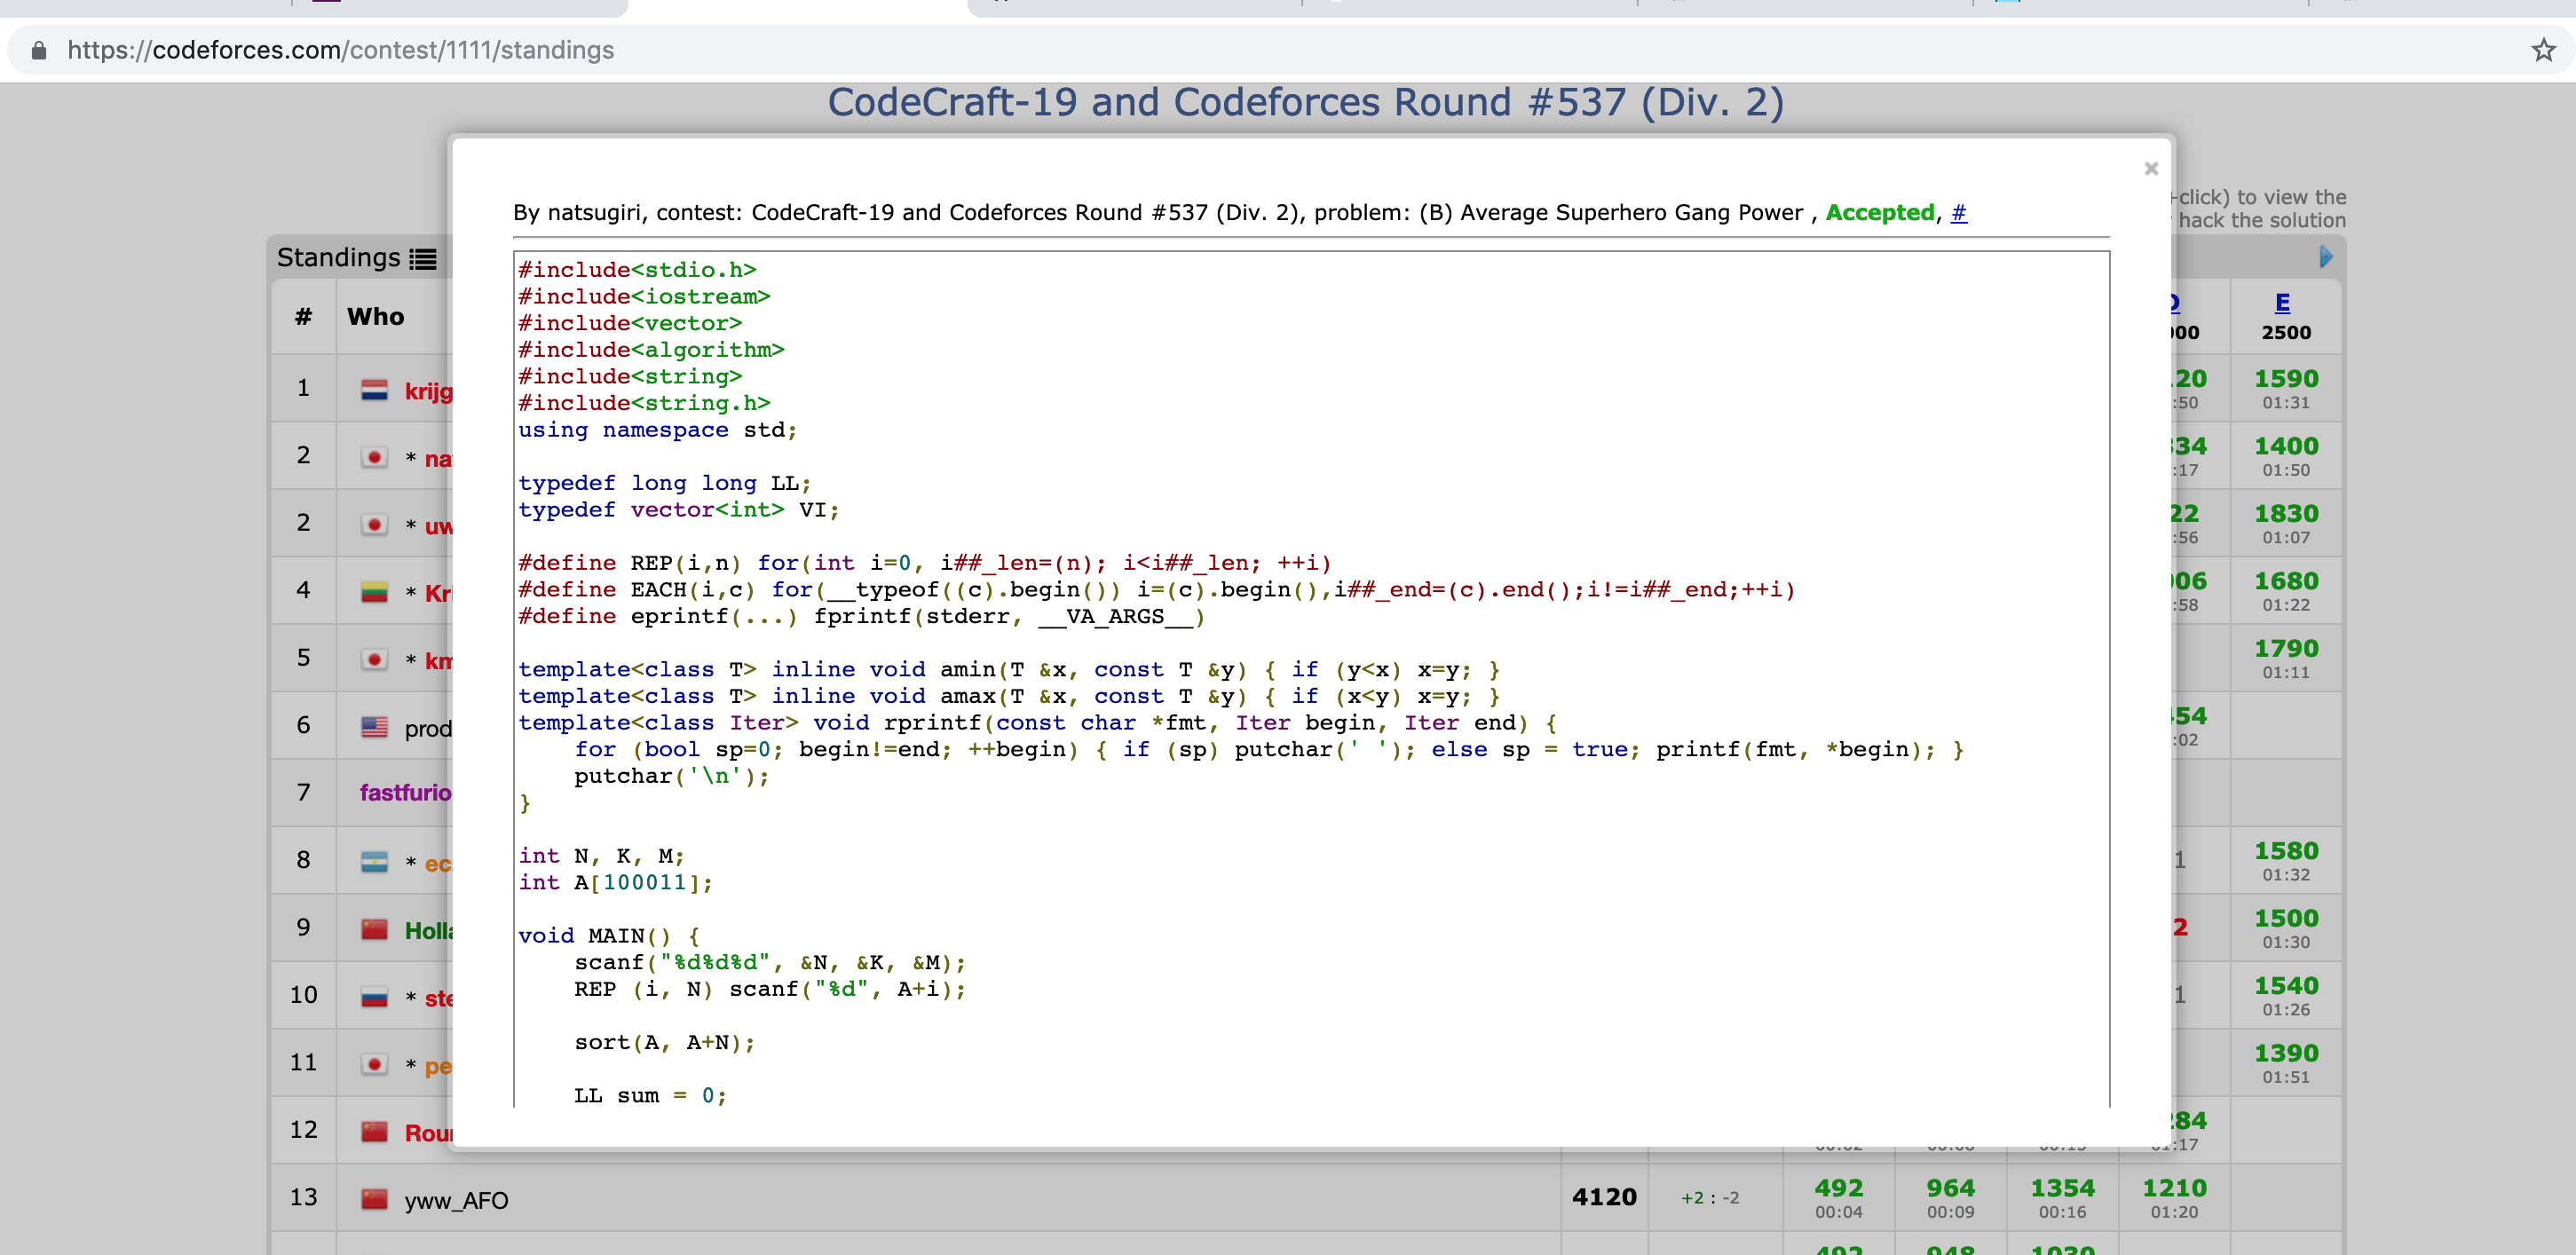 https://codeforces.com/contest/1111/standings
CodeCraft-19 and Codeforces Round #537 (Div. 2)
click) to view the
hack the solution
×
By natsugiri, contest: CodeCraft-19 and Codeforces Round #537 (Div. 2), problem: (B) Average Superhero Gang Power , Accepted, #
#include<stdio.h>
#include<iostream>
#include<vector>
#include<algorithm>
#include<string>
#include<string.h>
using namespace std;
typedef long long LL;
typedef vector<int> VI;
#define REP(i,n) for(int i=0, i##_len=(n); i<i##_len; ++i)
#define EACH(i,c) for(__typeof((c).begin()) i=(c).begin(),i##_end=(c).end();i!=i##_end;++i)
#define eprintf(...) fprintf(stderr, __VA_ARGS__)
template<class T> inline void amin(T &x, const T &y) { if (y<x) x=y; }
template<class T> inline void amax(T &x, const T &y) { if (x<y) x=y; }
template<class Iter> void rprintf(const char *fmt, Iter begin, Iter end) {
    for (bool sp=0; begin!=end; ++begin) { if (sp) putchar(' '); else sp = true; printf(fmt, *begin); }
    putchar('\n');
}
int N, K, M;
int A[100011];
void MAIN() {
    scanf("%d%d%d", &N, &K, &M);
    REP (i, N) scanf("%d", A+i);
    sort(A, A+N);
    LL sum = 0;
Standings
# Who E
00 2500
1 krijg 20 1590
:50 01:31
2 * na 34 1400
:17 01:50
2 * uw 22 1830
:56 01:07
4 * Kr 06 1680
:58 01:22
5 * km 1790
01:11
6 prod 54
:02
7 fastfurio
8 * ec 1 1580
01:32
9 Holla 2 1500
01:30
10 * ste 1 1540
01:26
11 * pe 1390
01:51
12 Rou 84
:17
13 yww_AFO 4120 +2 : -2 492 964 1354 1210
00:04 00:09 00:16 01:20
492 948 1030